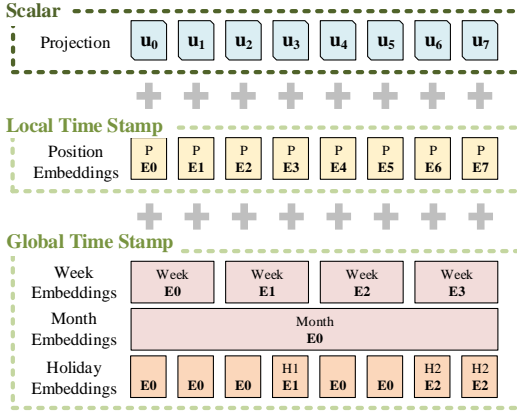 Scalar
Projection u0 u1 u2 u3 u4 u5 u6 u7
Local Time Stamp
Position Embeddings P E0 P E1 P E2 P E3 P E4 P E5 P E6 P E7
Global Time Stamp
Week Embeddings Week E0 Week E1 Week E2 Week E3
Month Embeddings Month E0
Holiday Embeddings E0 E0 E0 H1 E1 E0 E0 H2 E2 H2 E2